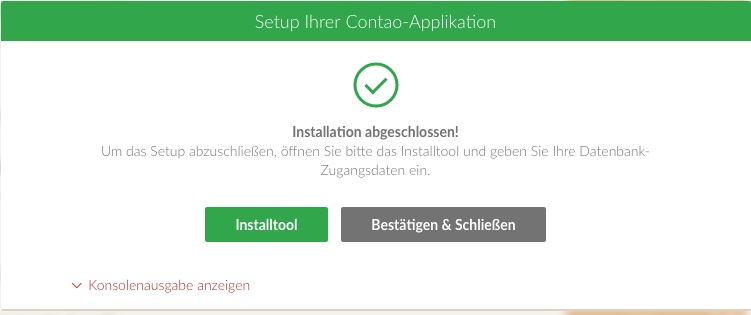 Setup Ihrer Contao-Applikation
Installation abgeschlossen!
Um das Setup abzuschließen, öffnen Sie bitte das Installtool und geben Sie Ihre Datenbank-
Zugangsdaten ein.
Installtool
Bestätigen & Schließen
Konsolenausgabe anzeigen